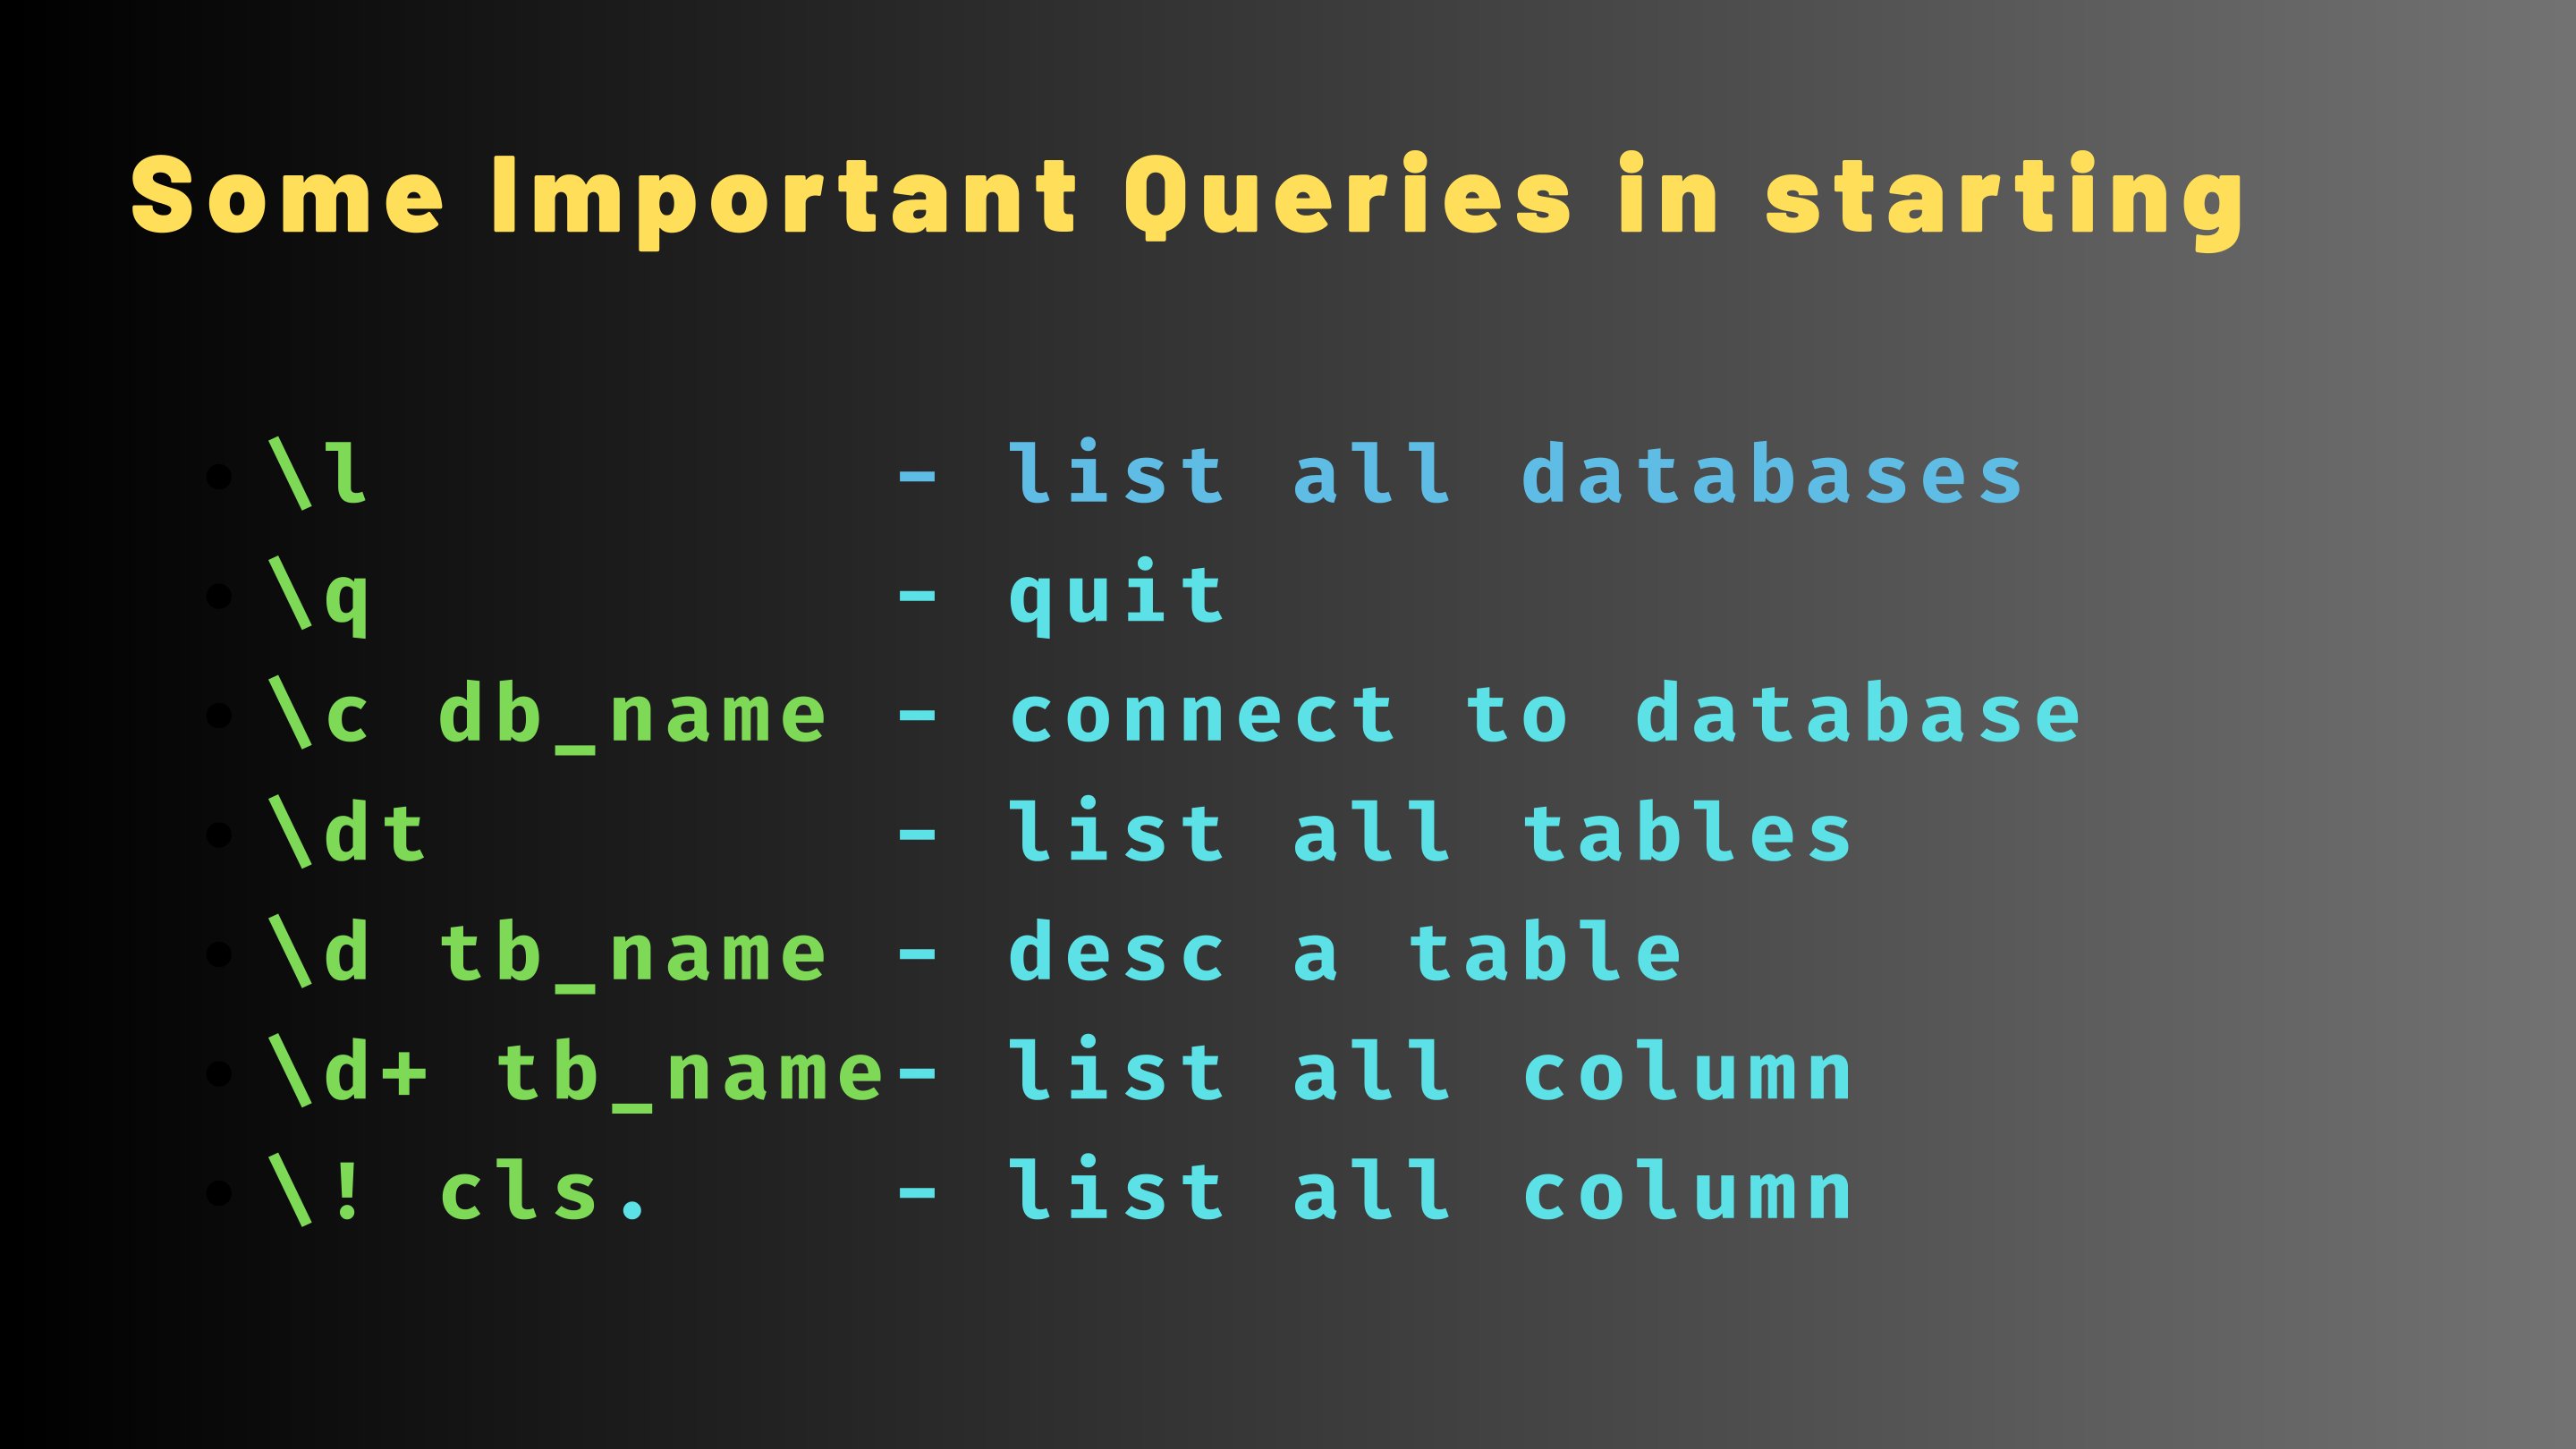 Some Important Queries in starting
• \l - list all databases
• \q - quit
• \c db_name - connect to database
• \dt - list all tables
• \d tb_name - desc a table
• \d+ tb_name- list all column
• \! cls. - list all column